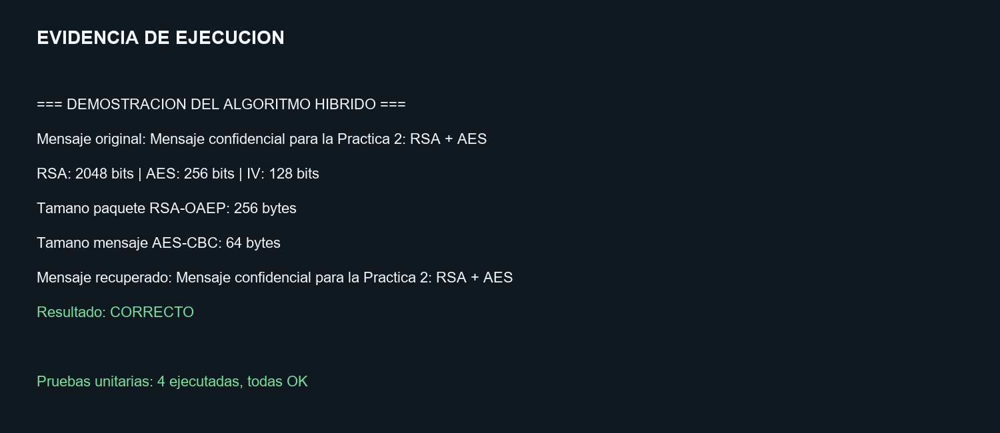 EVIDENCIA DE EJECUCION
=== DEMOSTRACION DEL ALGORITMO HIBRIDO ===
Mensaje original: Mensaje confidencial para la Practica 2: RSA + AES
RSA: 2048 bits | AES: 256 bits | IV: 128 bits
Tamano paquete RSA-OAEP: 256 bytes
Tamano mensaje AES-CBC: 64 bytes
Mensaje recuperado: Mensaje confidencial para la Practica 2: RSA + AES
Resultado: CORRECTO
Pruebas unitarias: 4 ejecutadas, todas OK